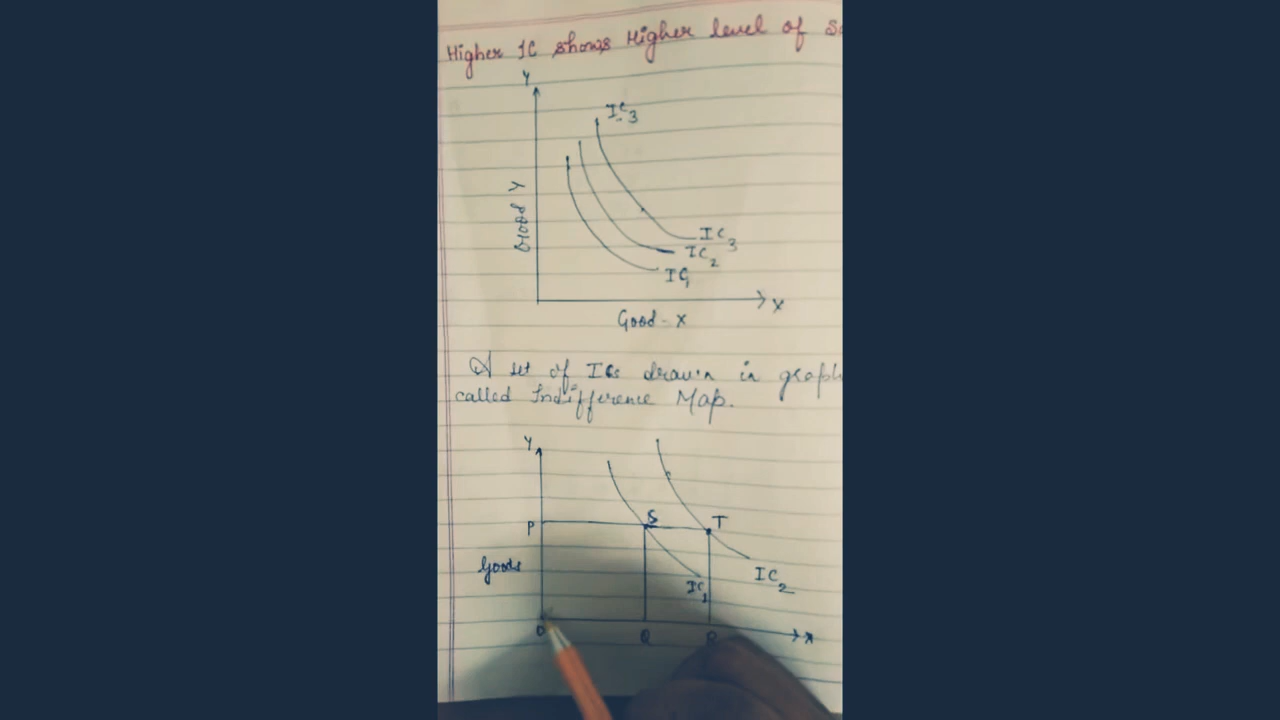 Higher IC shows Higher level of
Y
IC3
Good Y
IC3
IC2
IC1
X
Good - X
A set of ICs drawn in graph
called Indifference Map.
Y
P
S
T
Goods
IC1
IC2
O
Q
X